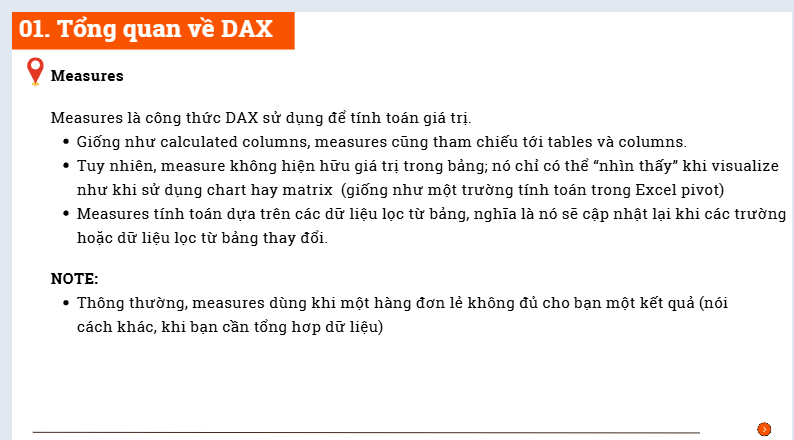 01. Tổng quan về DAX
Measures
Measures là công thức DAX sử dụng để tính toán giá trị.
• Giống như calculated columns, measures cũng tham chiếu tới tables và columns.
• Tuy nhiên, measure không hiện hữu giá trị trong bảng; nó chỉ có thể “nhìn thấy” khi visualize
như khi sử dụng chart hay matrix (giống như một trường tính toán trong Excel pivot)
• Measures tính toán dựa trên các dữ liệu lọc từ bảng, nghĩa là nó sẽ cập nhật lại khi các trường
hoặc dữ liệu lọc từ bảng thay đổi.
NOTE:
• Thông thường, measures dùng khi một hàng đơn lẻ không đủ cho bạn một kết quả (nói
cách khác, khi bạn cần tổng hơp dữ liệu)